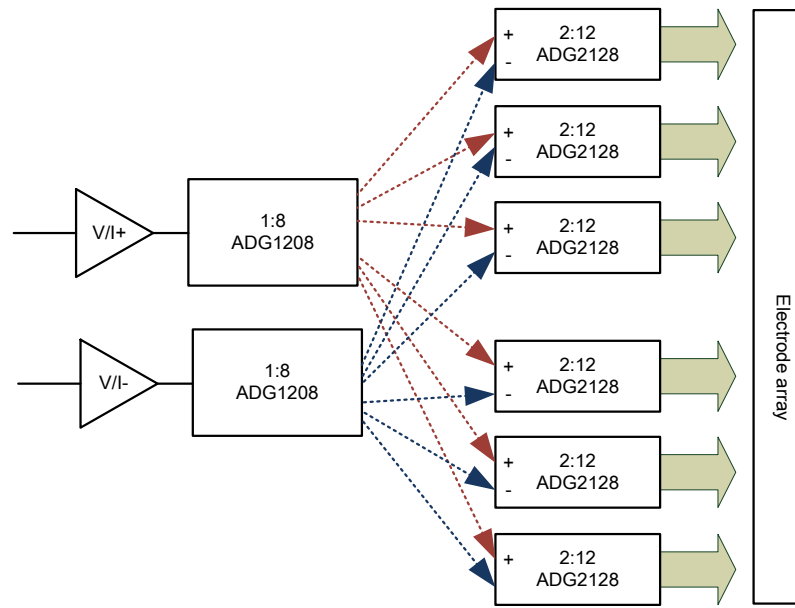 V/I+
1:8
ADG1208
V/I-
1:8
ADG1208
+
-
2:12
ADG2128
+
-
2:12
ADG2128
+
-
2:12
ADG2128
+
-
2:12
ADG2128
+
-
2:12
ADG2128
+
2:12
ADG2128
Electrode array